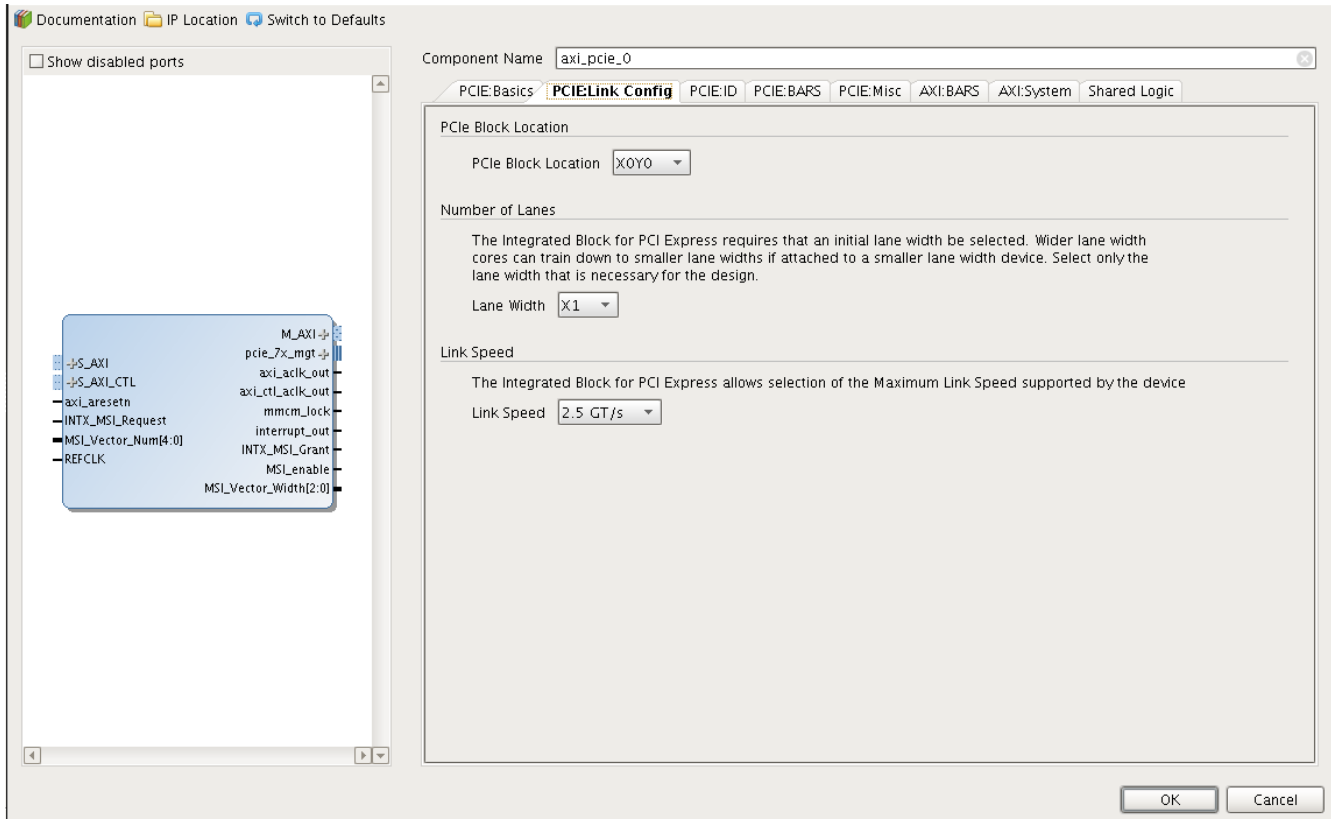 Documentation IP Location Switch to Defaults
Show disabled ports
M_AXI
pcie_7x_mgt
S_AXI
axi_aclk_out
S_AXI_CTL
axi_ctl_aclk_out
axi_aresetn
mmcm_lock
INTX_MSI_Request
interrupt_out
MSI_Vector_Num[4:0]
INTX_MSI_Grant
REFCLK
MSI_enable
MSI_Vector_Width[2:0]
Component Name axi_pcie_0
PCIE:Basics PCIE:Link Config PCIE:ID PCIE:BARS PCIE:Misc AXI:BARS AXI:System Shared Logic
PCIe Block Location
PCIe Block Location X0Y0
Number of Lanes
The Integrated Block for PCI Express requires that an initial lane width be selected. Wider lane width
cores can train down to smaller lane widths if attached to a smaller lane width device. Select only the
lane width that is necessary for the design.
Lane Width X1
Link Speed
The Integrated Block for PCI Express allows selection of the Maximum Link Speed supported by the device
Link Speed 2.5 GT/s
OK Cancel